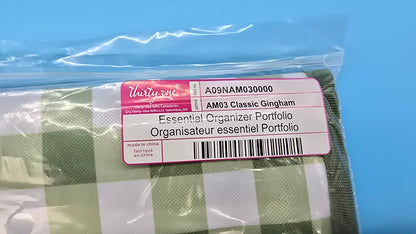 thirty-one
A09NAM030000
AM03 Classic Gingham
Essential Organizer Portfolio
Organisateur essentiel Portfolio
made in china
fabriqué
en chine